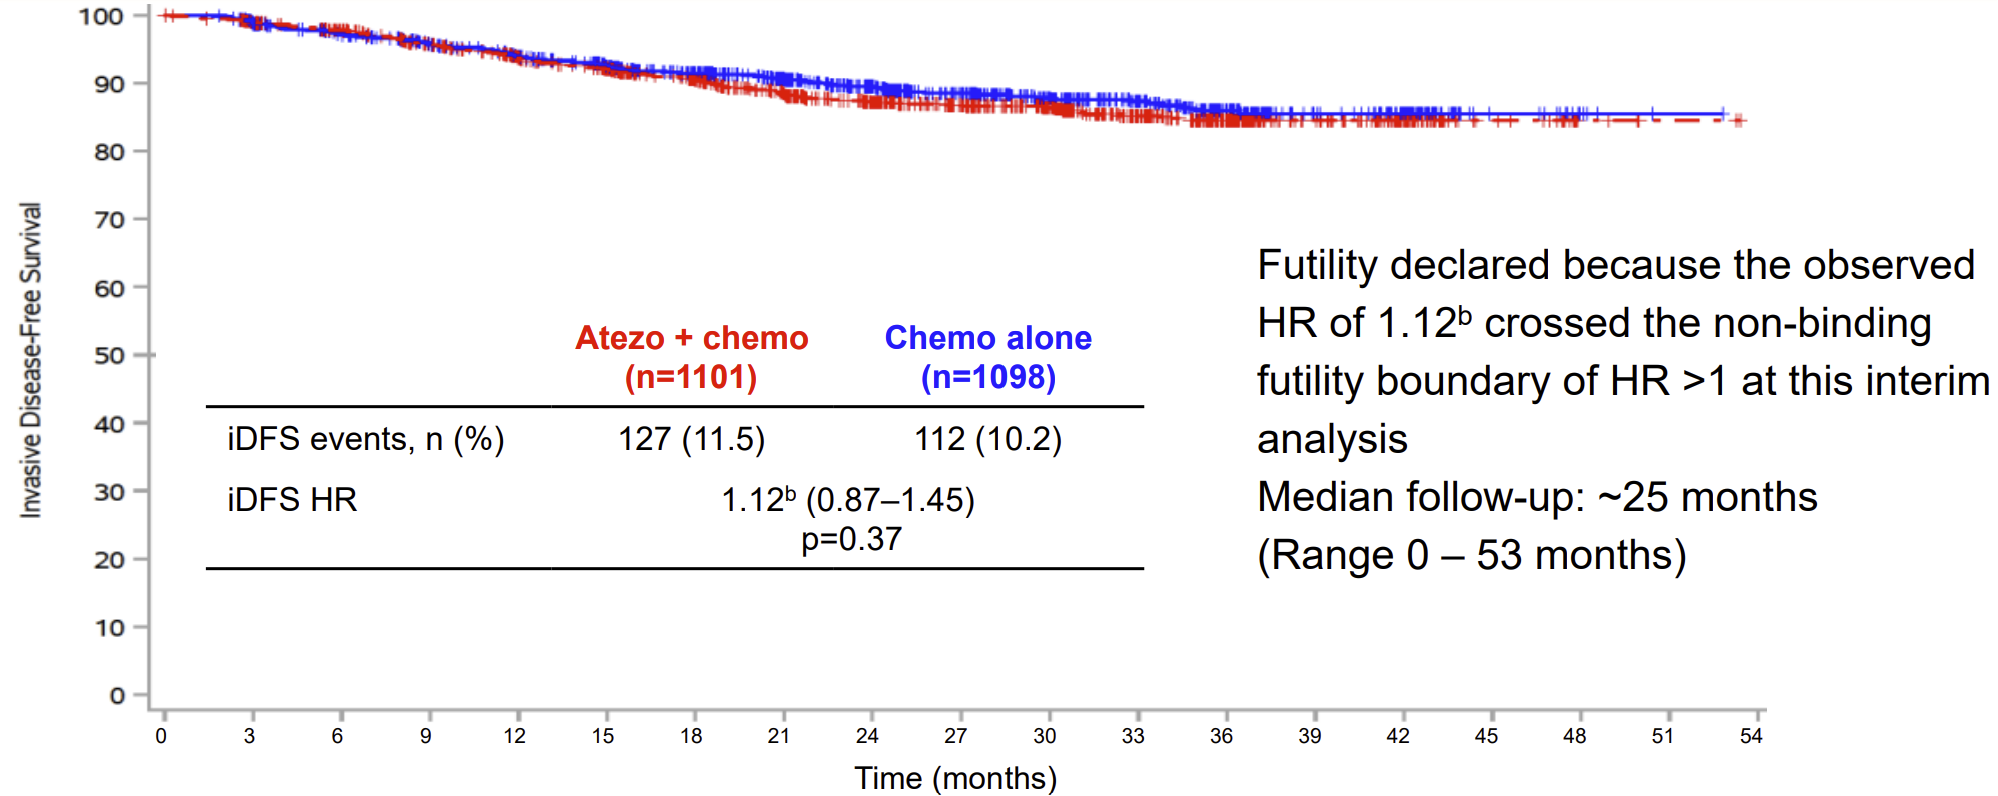 100
90
80
70
60
50
40
30
20
10
0
Invasive Disease-Free Survival
Atezo + chemo
(n=1101)
Chemo alone
(n=1098)
iDFS events, n (%) 127 (11.5) 112 (10.2)
iDFS HR 1.12ᵇ (0.87–1.45)
p=0.37
Futility declared because the observed
HR of 1.12ᵇ crossed the non-binding
futility boundary of HR >1 at this interim
analysis
Median follow-up: ~25 months
(Range 0 – 53 months)
0 3 6 9 12 15 18 21 24 27 30 33 36 39 42 45 48 51 54
Time (months)